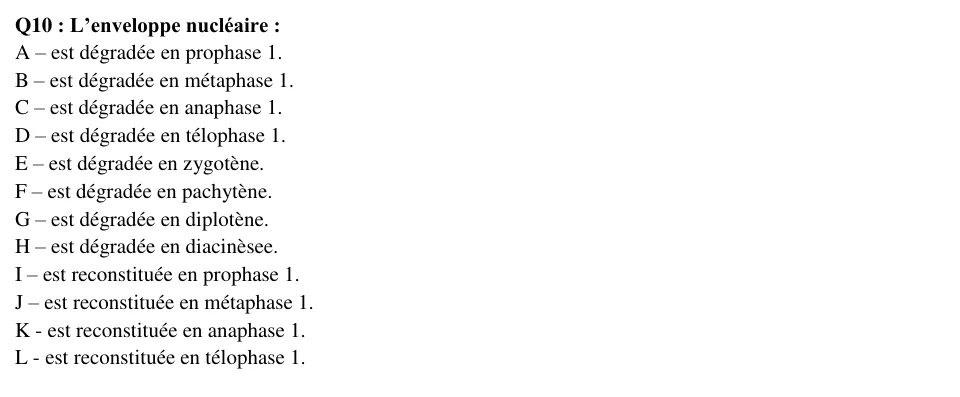 Q10 : L’enveloppe nucléaire :
A – est dégradée en prophase 1.
B – est dégradée en métaphase 1.
C – est dégradée en anaphase 1.
D – est dégradée en télophase 1.
E – est dégradée en zygotène.
F – est dégradée en pachytène.
G – est dégradée en diplotène.
H – est dégradée en diacinèsee.
I – est reconstituée en prophase 1.
J – est reconstituée en métaphase 1.
K - est reconstituée en anaphase 1.
L - est reconstituée en télophase 1.